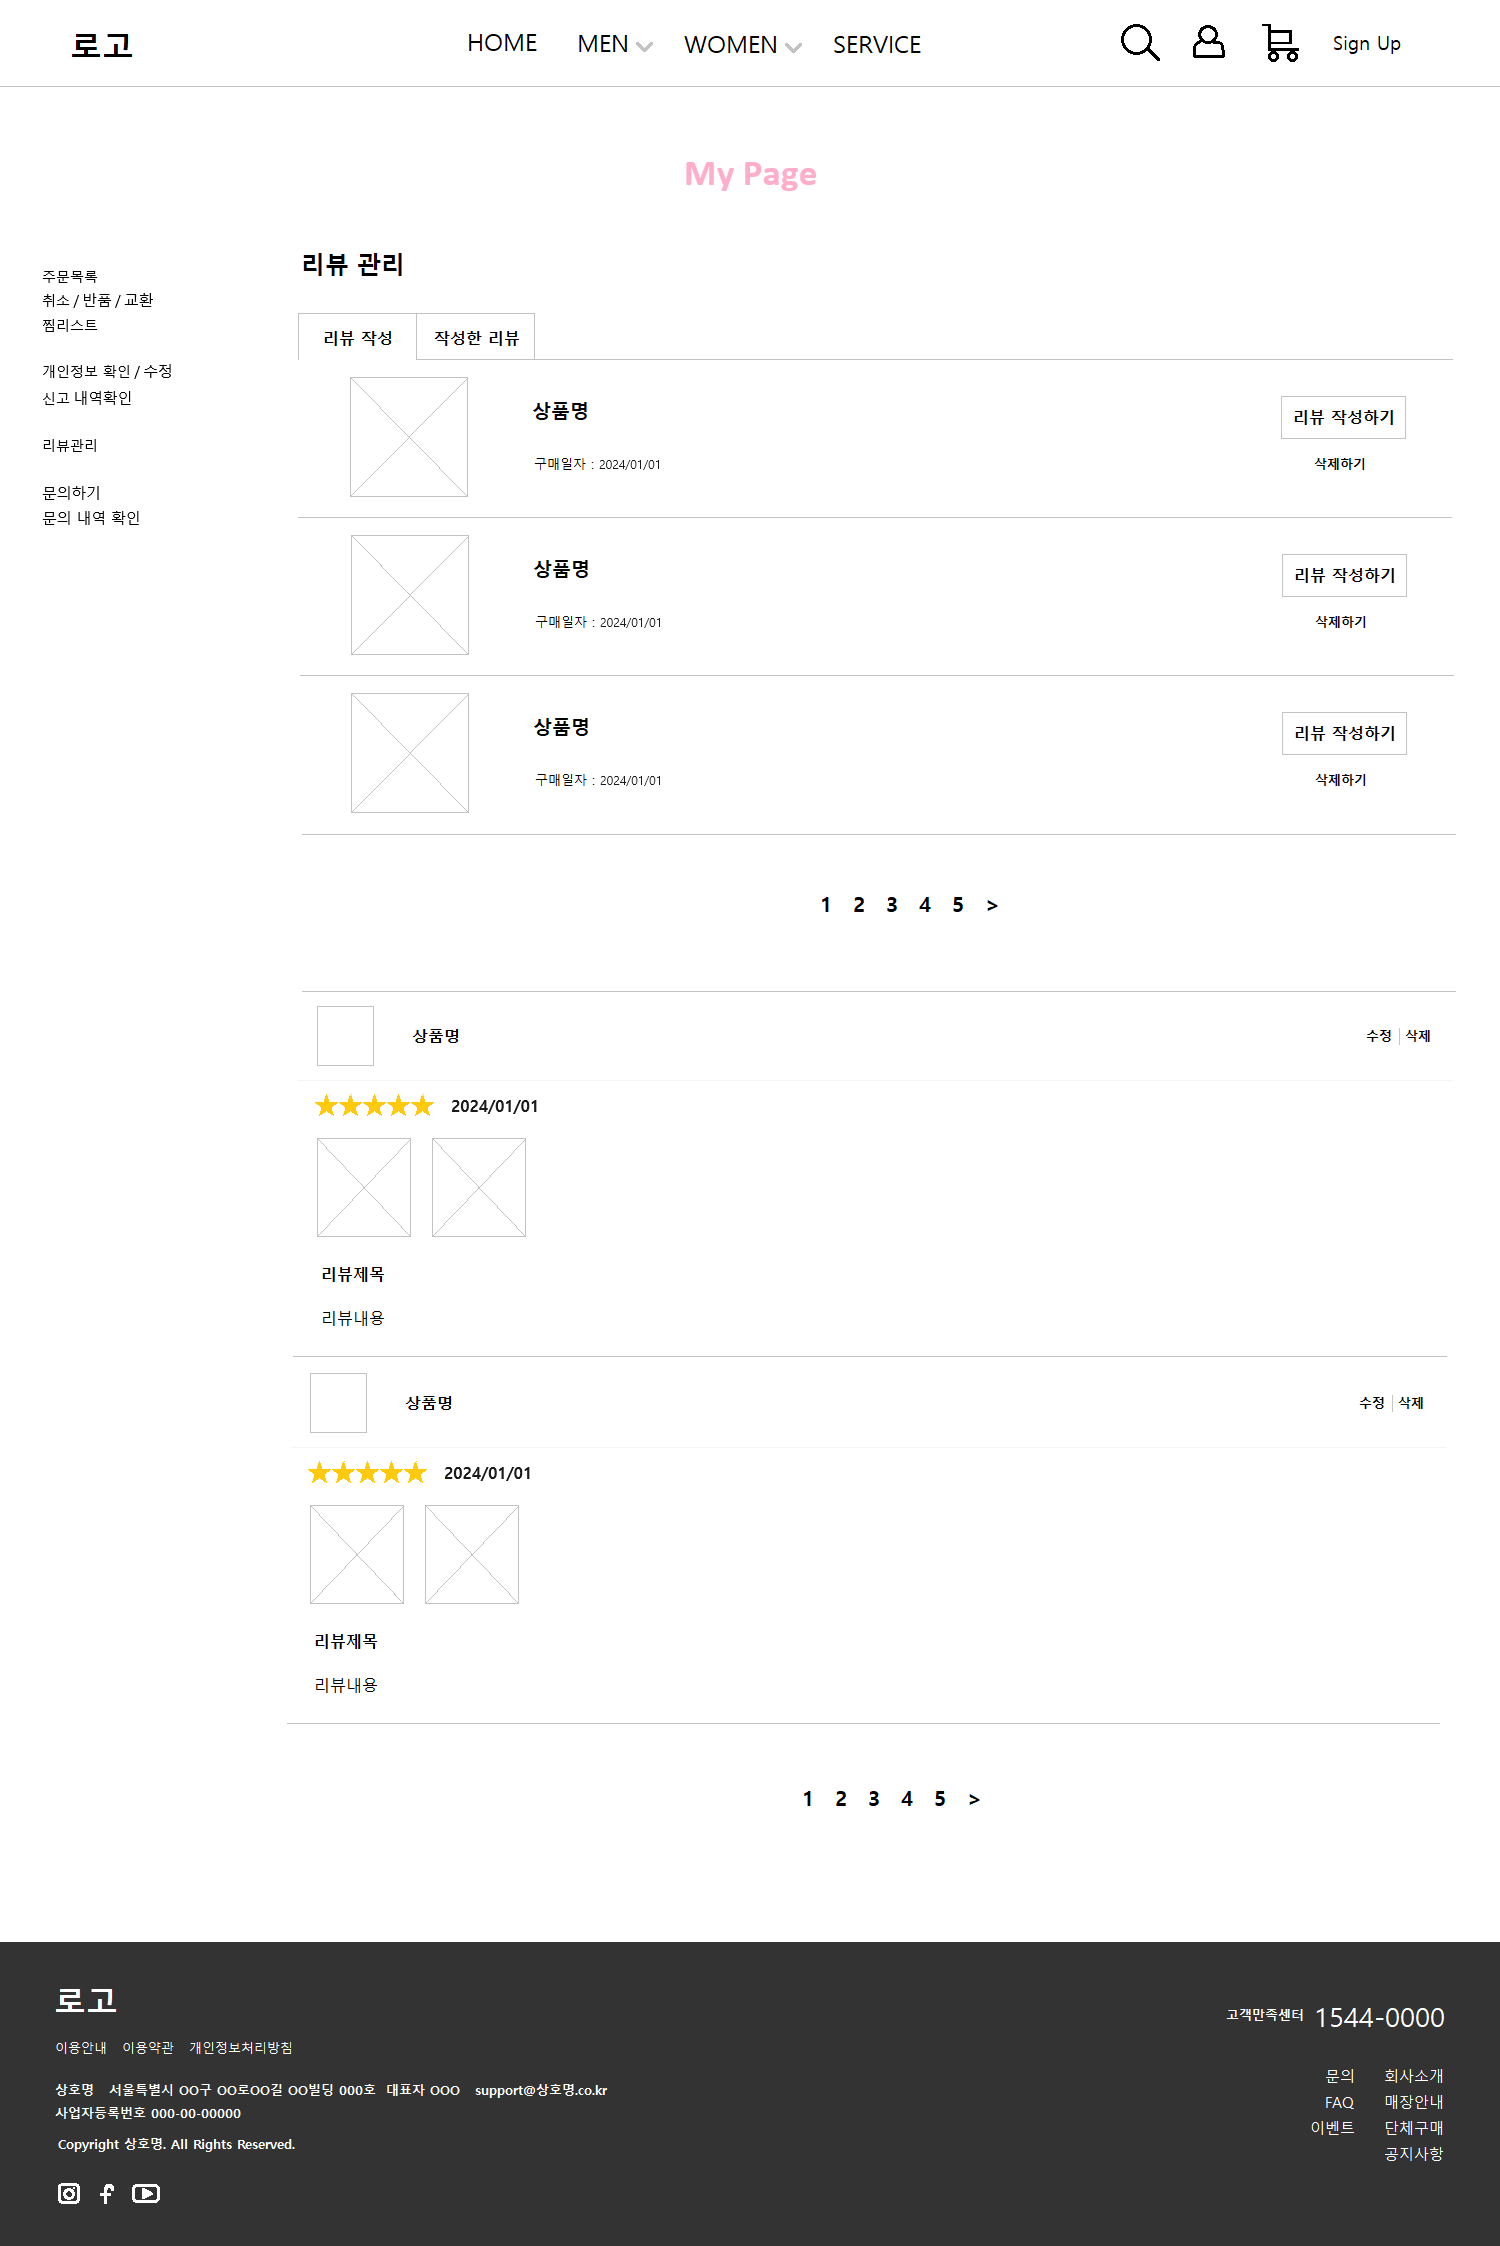 로고
HOME MEN WOMEN SERVICE
Sign Up
My Page
주문목록
취소 / 반품 / 교환
찜리스트
개인정보 확인 / 수정
신고 내역확인
리뷰관리
문의하기
문의 내역 확인
리뷰 관리
리뷰 작성 작성한 리뷰
상품명
리뷰 작성하기
구매일자 : 2024/01/01
삭제하기
상품명
리뷰 작성하기
구매일자 : 2024/01/01
삭제하기
상품명
리뷰 작성하기
구매일자 : 2024/01/01
삭제하기
1 2 3 4 5 >
상품명
수정 삭제
2024/01/01
리뷰제목
리뷰내용
상품명
수정 삭제
2024/01/01
리뷰제목
리뷰내용
1 2 3 4 5 >
로고
이용안내 이용약관 개인정보처리방침
상호명 서울특별시 OO구 OO로OO길 OO빌딩 000호 대표자 OOO support@상호명.co.kr
사업자등록번호 000-00-00000
Copyright 상호명. All Rights Reserved.
고객만족센터 1544-0000
문의 회사소개
FAQ 매장안내
이벤트 단체구매
공지사항